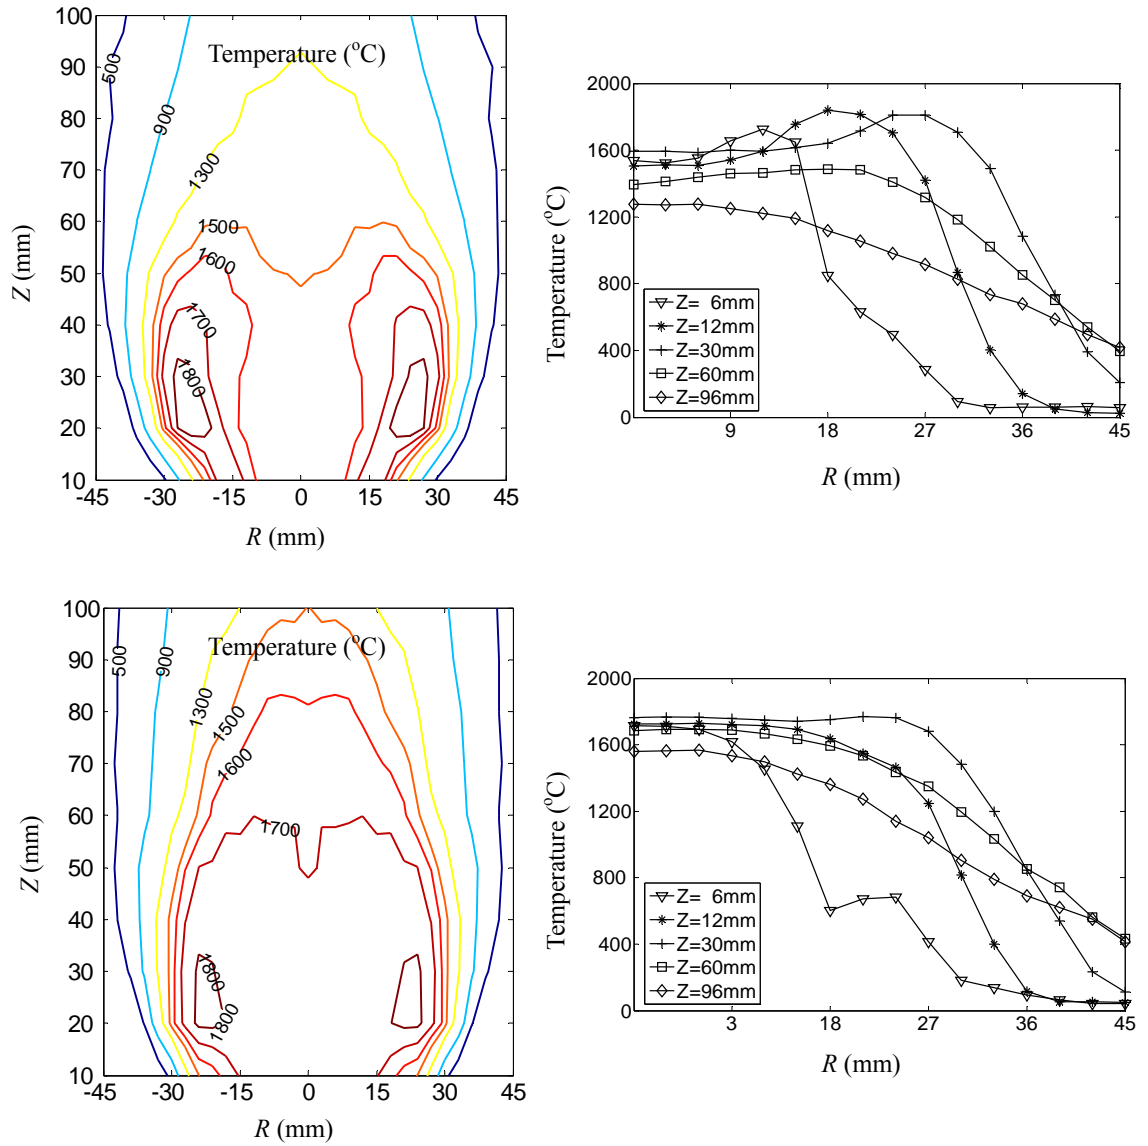 100
90
80
70
60
50
40
30
20
10
Z (mm)
-45 -30 -15 0 15 30 45
R (mm)
Temperature (°C)
500
900
1300
1500
1600
1700
1800
2000
1600
1200
800
400
0
Temperature (°C)
9 18 27 36 45
R (mm)
Z= 6mm
Z=12mm
Z=30mm
Z=60mm
Z=96mm
100
90
80
70
60
50
40
30
20
10
Z (mm)
-45 -30 -15 0 15 30 45
R (mm)
Temperature (°C)
500
900
1300
1500
1600
1700
1800
1800
2000
1600
1200
800
400
0
Temperature (°C)
3 18 27 36 45
R (mm)
Z= 6mm
Z=12mm
Z=30mm
Z=60mm
Z=96mm